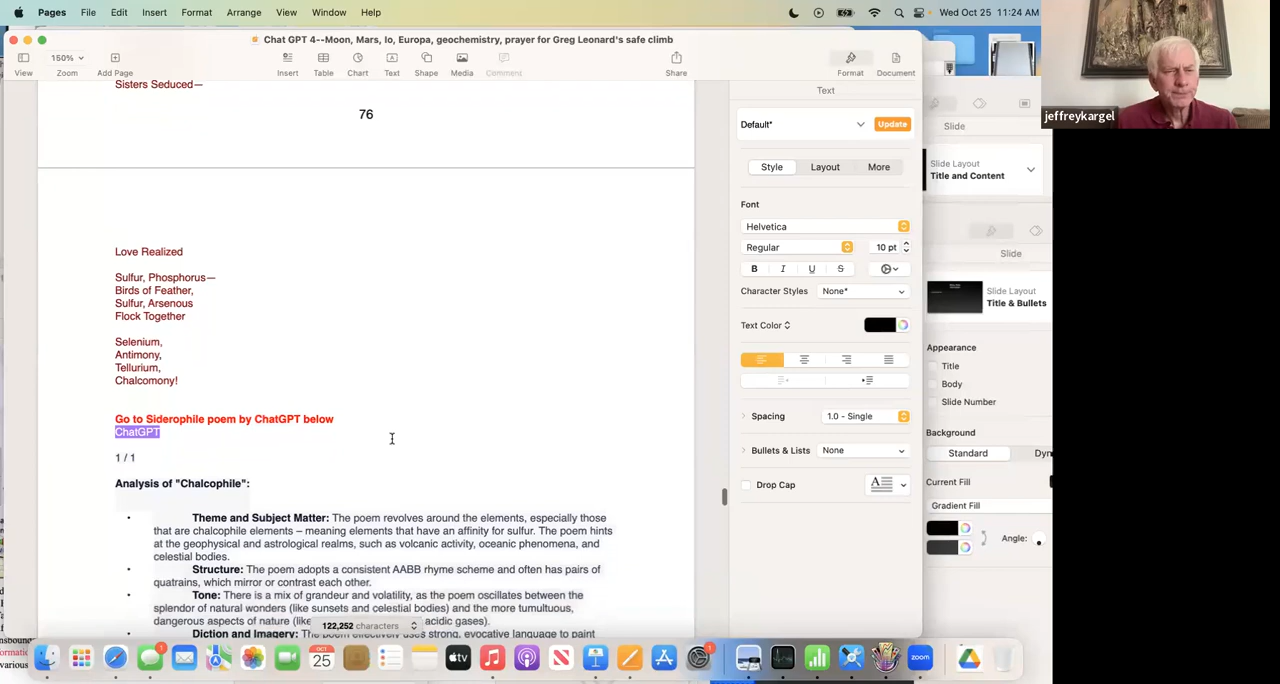 Pages File Edit Insert Format Arrange View Window Help
Wed Oct 25 11:24 AM
Chat GPT 4--Moon, Mars, Io, Europa, geochemistry, prayer for Greg Leonard's safe climb
150%
View Zoom Add Page
Insert Table Chart Text Shape Media Comment
Share
Format Document
jeffreykargel
Sisters Seduced—
76
Love Realized
Sulfur, Phosphorus—
Birds of Feather,
Sulfur, Arsenous
Flock Together
Selenium,
Antimony,
Tellurium,
Chalcomony!
Go to Siderophile poem by ChatGPT below
ChatGPT
1 / 1
Analysis of "Chalcophile":
• Theme and Subject Matter: The poem revolves around the elements, especially those
that are chalcophile elements – meaning elements that have an affinity for sulfur. The poem hints
at the geophysical and astrological realms, such as volcanic activity, oceanic phenomena, and
celestial bodies.
• Structure: The poem adopts a consistent AABB rhyme scheme and often has pairs of
quatrains, which mirror or contrast each other.
• Tone: There is a mix of grandeur and volatility, as the poem oscillates between the
splendor of natural wonders (like sunsets and celestial bodies) and the more tumultuous,
dangerous aspects of nature (like
acidic gases).
• Diction and Imagery: The poem effectively uses strong, evocative language to paint
122,252 characters
Text
Default*
Update
Style Layout More
Font
Helvetica
Regular 10 pt
B I U S
Character Styles None*
Text Color
Spacing 1.0 - Single
Bullets & Lists None
Drop Cap
Slide
Slide Layout
Title and Content
Slide
Slide Layout
Title & Bullets
Appearance
Title
Body
Slide Number
Background
Standard Dyn
Current Fill
Gradient Fill
Angle:
OCT
25
tv
zoom